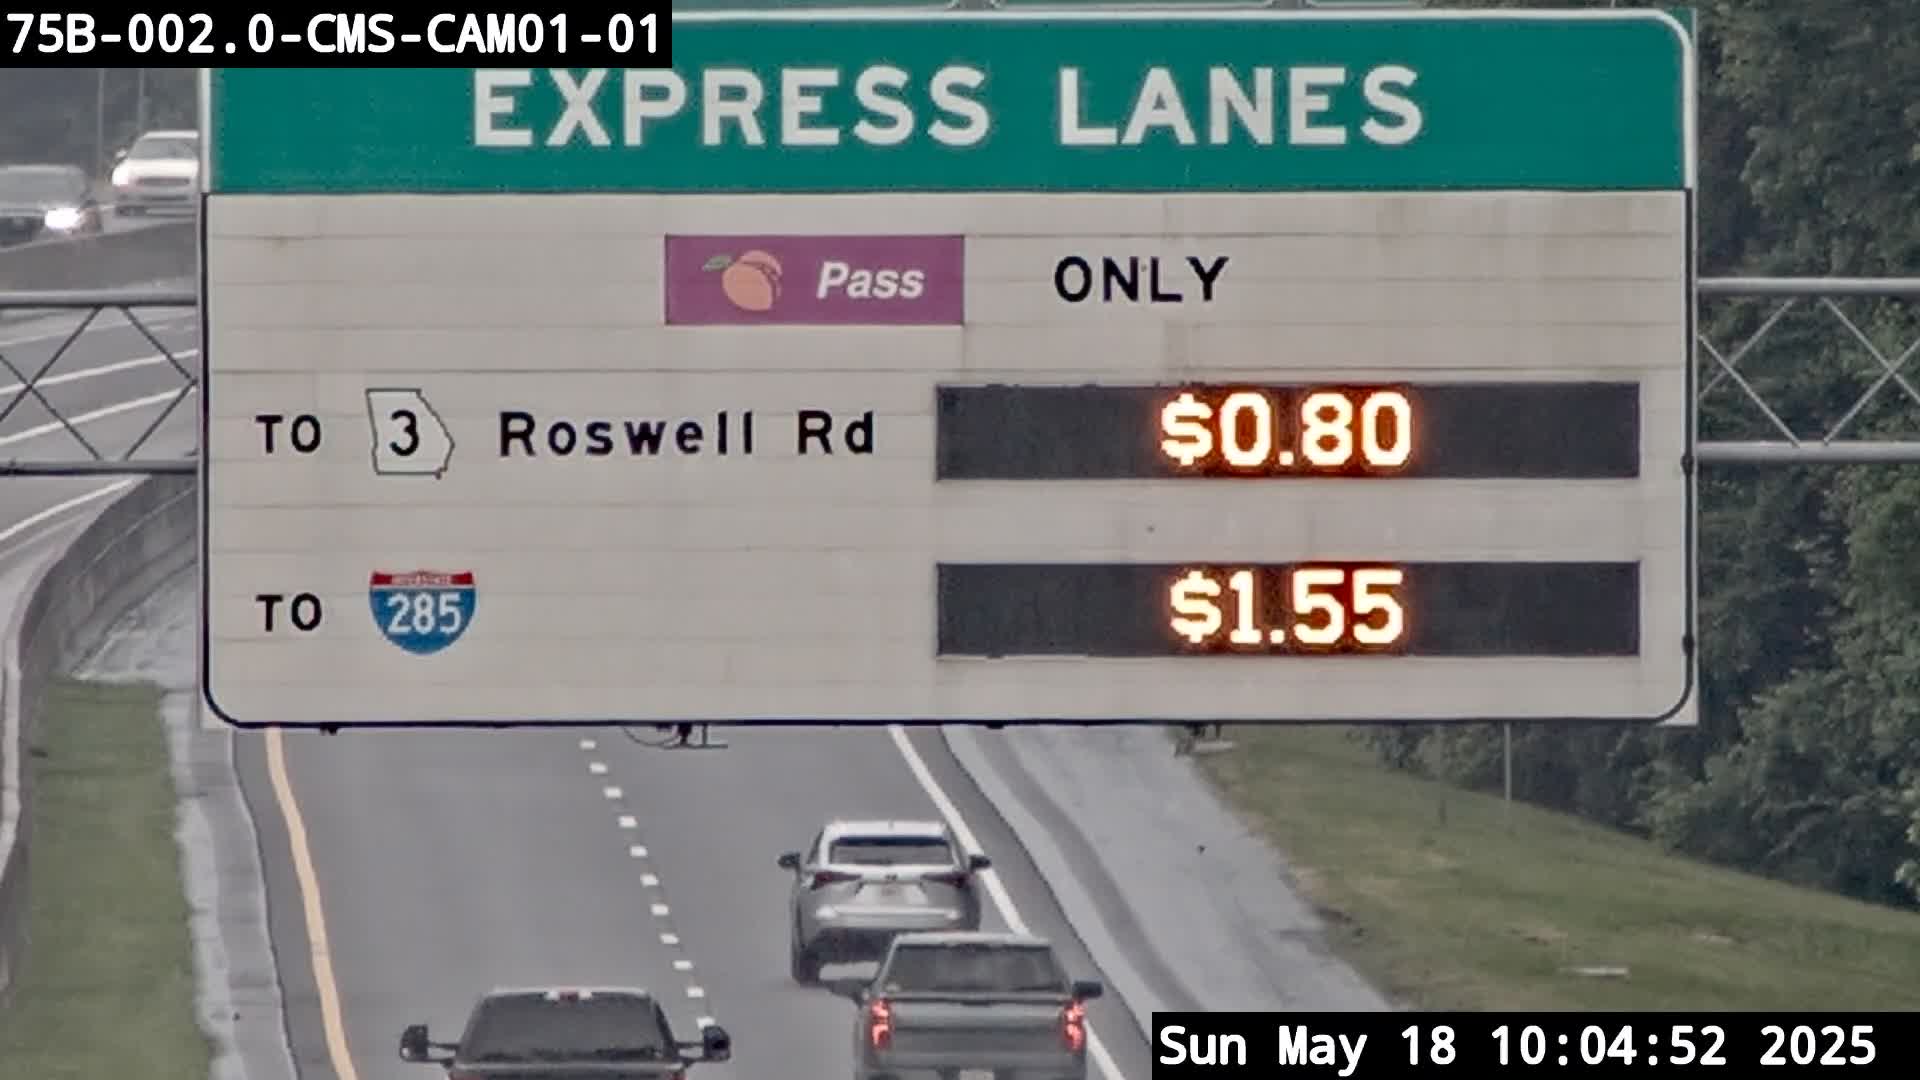 75B-002.0-CMS-CAM01-01
EXPRESS LANES
Pass ONLY
TO 3 Roswell Rd $0.80
TO INTERSTATE 285 $1.55
Sun May 18 10:04:52 2025